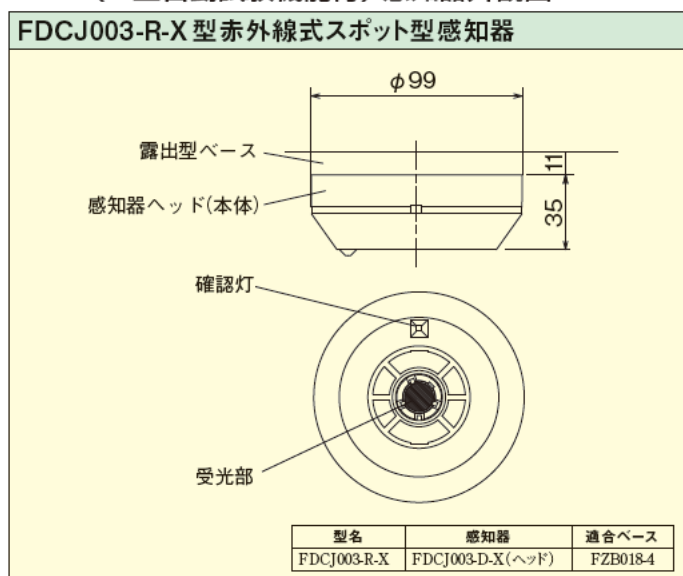 FDCJ003-R-X型赤外線式スポット型感知器
φ99
露出型ベース
11
感知器ヘッド(本体)
35
確認灯
受光部
型名 感知器 適合ベース
FDCJ003-R-X FDCJ003-D-X(ヘッド) FZB018-4